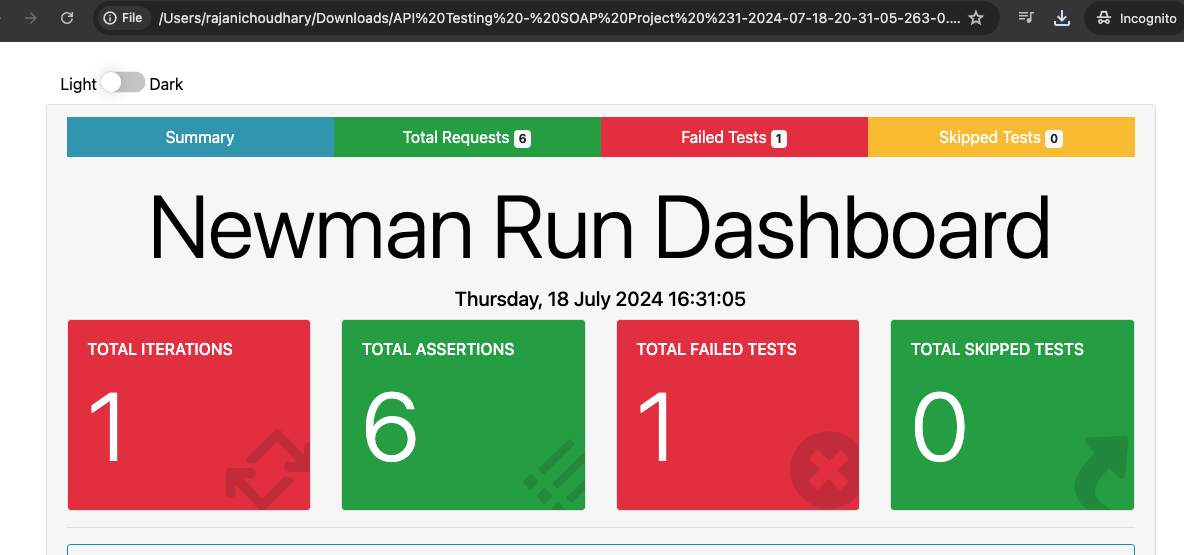 File /Users/rajanichoudhary/Downloads/API%20Testing%20-%20SOAP%20Project%20%231-2024-07-18-20-31-05-263-0.... Incognito
Light Dark
Summary Total Requests 6 Failed Tests 1 Skipped Tests 0
Newman Run Dashboard
Thursday, 18 July 2024 16:31:05
TOTAL ITERATIONS TOTAL ASSERTIONS TOTAL FAILED TESTS TOTAL SKIPPED TESTS
1 6 1 0